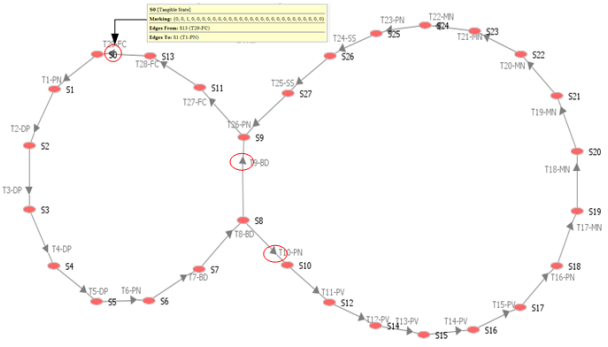 S0 [Tangible State]
Marking: {0; 0; 1; 0; 0; 0; 0; 0; 0; 0; 0; 0; 0; 0; 0; 0; 0; 0; 0; 0; 0; 0; 0; 0; 0; 0; 0; 0}
Edges From: S13 (T29-FC)
Edges To: S1 (T1-PN)
S0
S13
T28-FC
S11
T27-FC
T26-PN
S9
T9-BD
S8
T8-BD
T1-PN
S1
T2-DP
S2
T3-DP
S3
T4-DP
S4
T5-DP
S5
T6-PN
S6
T7-BD
S7
T10-PN
S10
T11-PV
S12
T12-PV
S14
T13-PV
S15
T14-PV
S16
T15-PV
S17
T16-PN
S18
T17-MN
S19
T18-MN
S20
T19-MN
S21
T20-MN
S22
T21-MN
S23
T22-MN
S24
T23-PN
S25
T24-SS
S26
T25-SS
S27